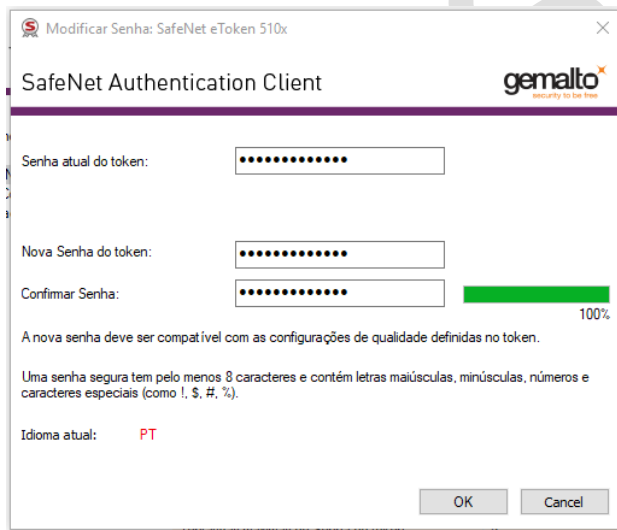 Modificar Senha: SafeNet eToken 510x
SafeNet Authentication Client
gemalto
security to be free
Senha atual do token:
Nova Senha do token:
Confirmar Senha:
100%
A nova senha deve ser compatível com as configurações de qualidade definidas no token.
Uma senha segura tem pelo menos 8 caracteres e contém letras maiúsculas, minúsculas, números e
caracteres especiais (como !, $, #, %).
Idioma atual: PT
OK Cancel